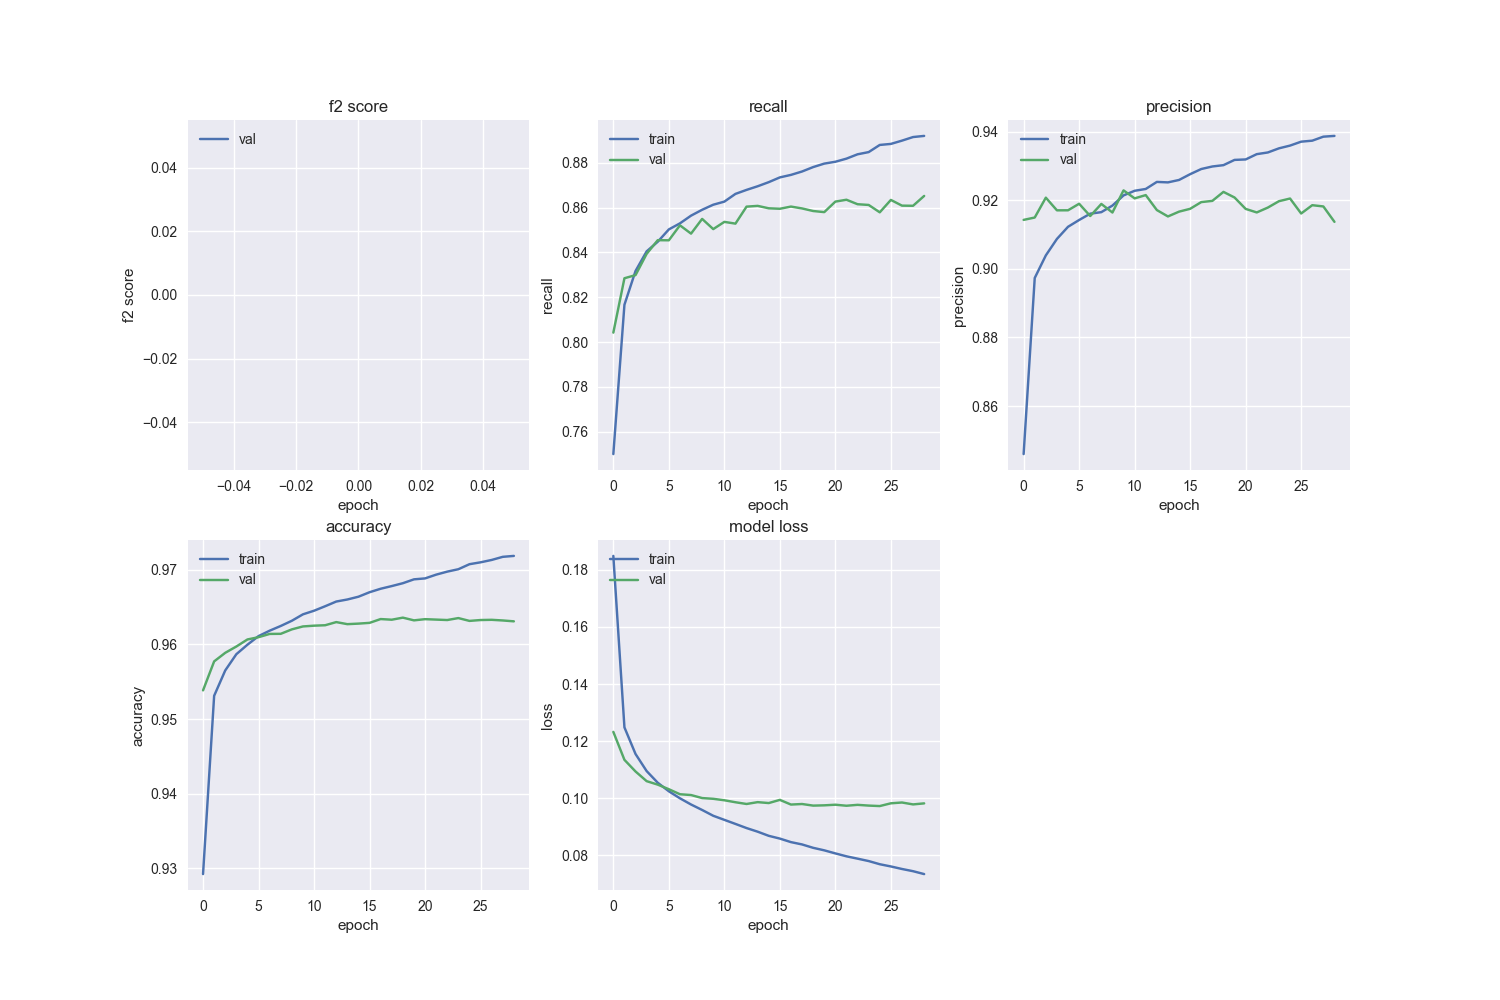 f2 score
val
0.04
0.02
0.00
−0.02
−0.04
f2 score
−0.04 −0.02 0.00 0.02 0.04
epoch
recall
train
val
0.88
0.86
0.84
0.82
0.80
0.78
0.76
recall
0 5 10 15 20 25
epoch
precision
train
val
0.94
0.92
0.90
0.88
0.86
precision
0 5 10 15 20 25
epoch
accuracy
train
val
0.97
0.96
0.95
0.94
0.93
accuracy
0 5 10 15 20 25
epoch
model loss
train
val
0.18
0.16
0.14
0.12
0.10
0.08
loss
0 5 10 15 20 25
epoch